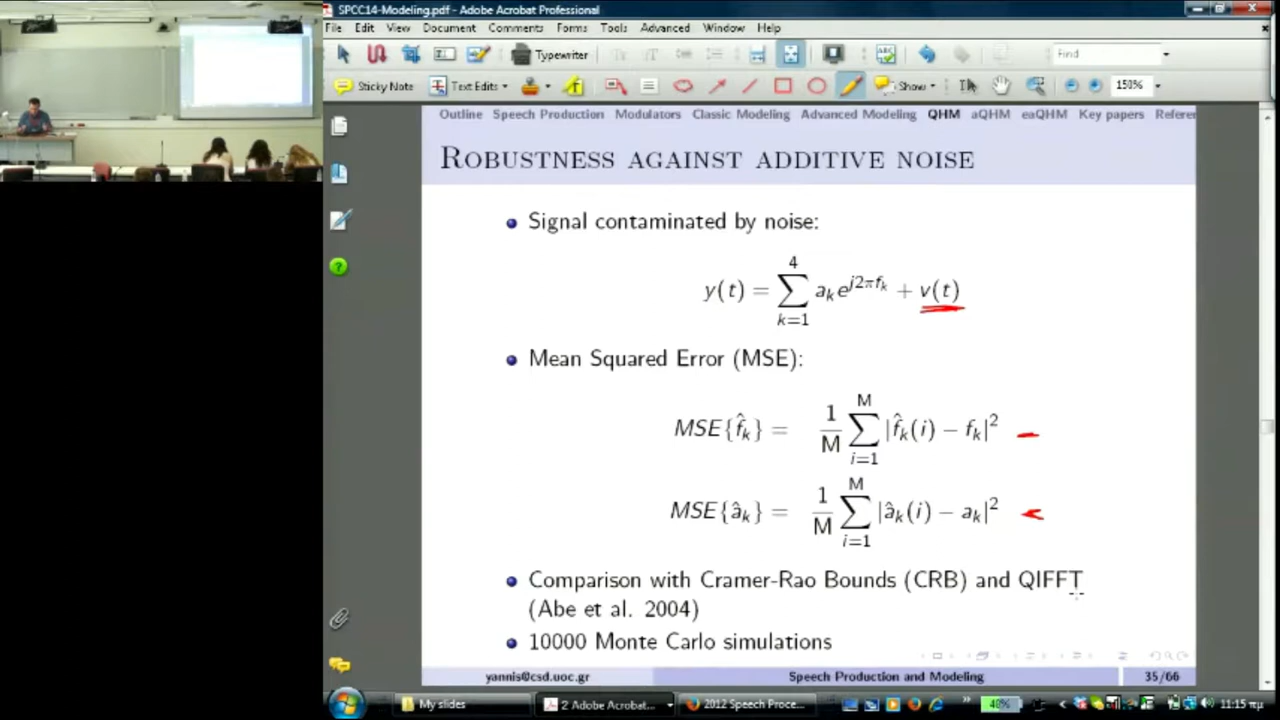 SPCC14-Modeling.pdf - Adobe Acrobat Professional
File Edit View Document Comments Forms Tools Advanced Window Help
Typewriter Find
Sticky Note Text Edits Show 150%
Outline Speech Production Modulators Classic Modeling Advanced Modeling QHM aQHM eaQHM Key papers Referen
ROBUSTNESS AGAINST ADDITIVE NOISE
Signal contaminated by noise:
y(t) = ∑_{k=1}^{4} a_k e^{j2πf_k} + v(t)
Mean Squared Error (MSE):
MSE{f̂_k} = 1/M ∑_{i=1}^{M} |f̂_k(i) − f_k|^2
MSE{â_k} = 1/M ∑_{i=1}^{M} |â_k(i) − a_k|^2
Comparison with Cramer-Rao Bounds (CRB) and QIFFT
(Abe et al. 2004)
10000 Monte Carlo simulations
yannis@csd.uoc.gr Speech Production and Modeling 35/66
My slides 2 Adobe Acrobat... 2012 Speech Proce... 48% 11:15 πμ